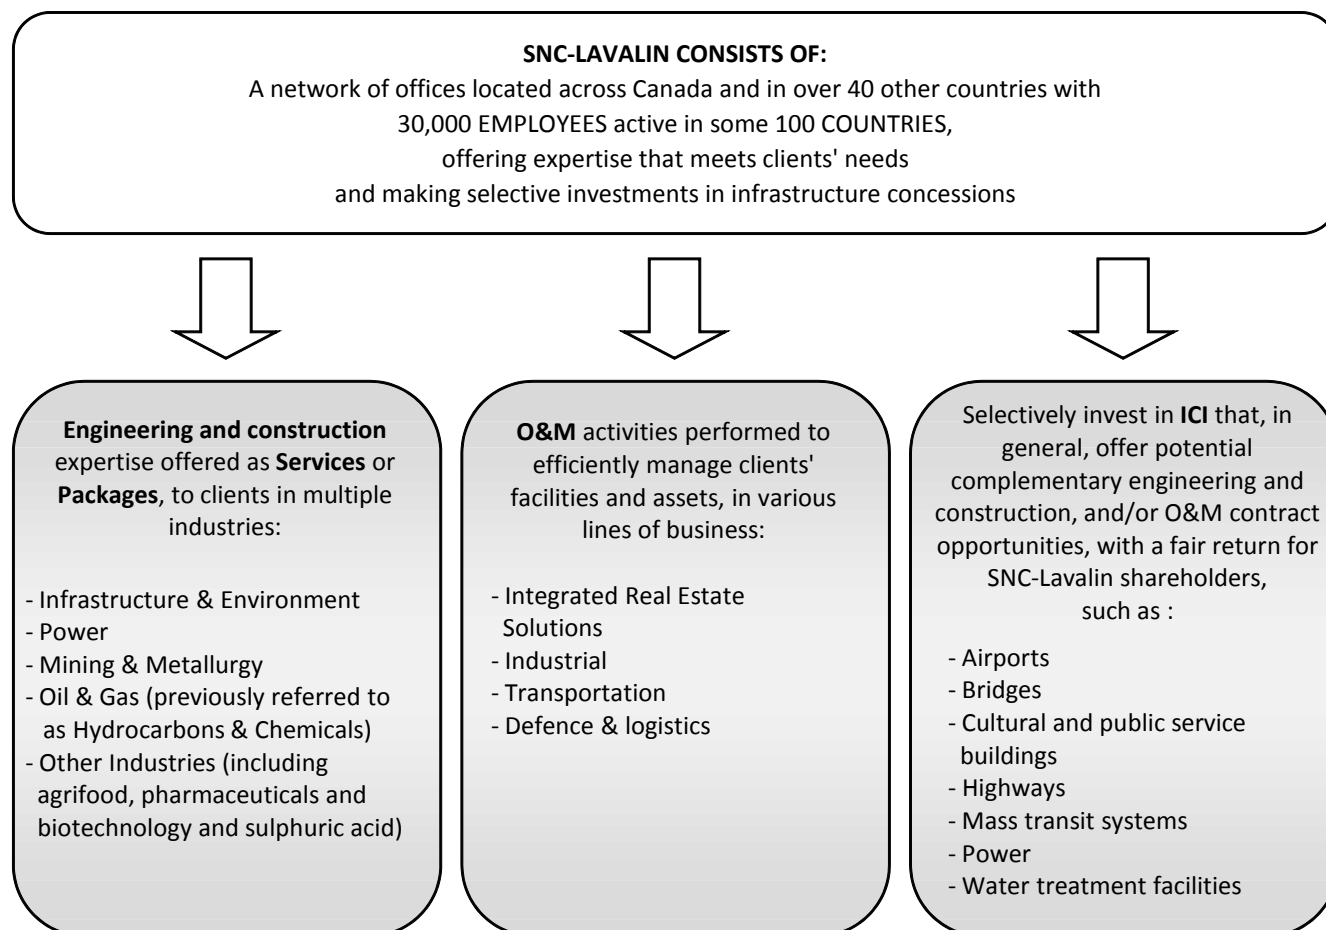 SNC-LAVALIN CONSISTS OF:
A network of offices located across Canada and in over 40 other countries with
30,000 EMPLOYEES active in some 100 COUNTRIES,
offering expertise that meets clients' needs
and making selective investments in infrastructure concessions
Engineering and construction
expertise offered as Services or
Packages, to clients in multiple
industries:
- Infrastructure & Environment
- Power
- Mining & Metallurgy
- Oil & Gas (previously referred to
as Hydrocarbons & Chemicals)
- Other Industries (including
agrifood, pharmaceuticals and
biotechnology and sulphuric acid)
O&M activities performed to
efficiently manage clients'
facilities and assets, in various
lines of business:
- Integrated Real Estate
Solutions
- Industrial
- Transportation
- Defence & logistics
Selectively invest in ICI that, in
general, offer potential
complementary engineering and
construction, and/or O&M contract
opportunities, with a fair return for
SNC-Lavalin shareholders,
such as :
- Airports
- Bridges
- Cultural and public service
buildings
- Highways
- Mass transit systems
- Power
- Water treatment facilities